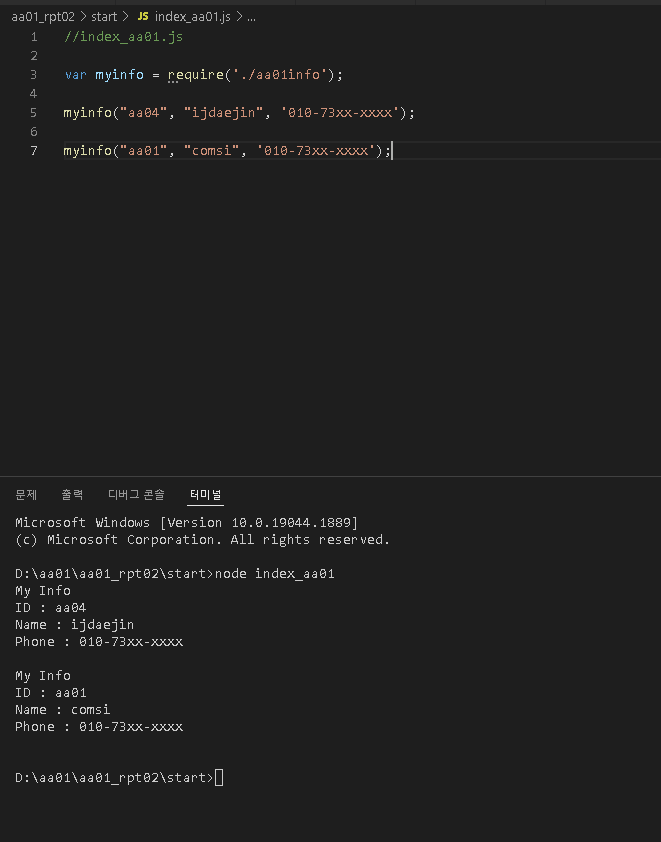 aa01_rpt02 > start > JS index_aa01.js > ...
1 //index_aa01.js
2
3 var myinfo = require('./aa01info');
4
5 myinfo("aa04", "ijdaejin", '010-73xx-xxxx');
6
7 myinfo("aa01", "comsi", '010-73xx-xxxx');
문제 출력 디버그 콘솔 터미널
Microsoft Windows [Version 10.0.19044.1889]
(c) Microsoft Corporation. All rights reserved.
D:\aa01\aa01_rpt02\start>node index_aa01
My Info
ID : aa04
Name : ijdaejin
Phone : 010-73xx-xxxx
My Info
ID : aa01
Name : comsi
Phone : 010-73xx-xxxx
D:\aa01\aa01_rpt02\start>